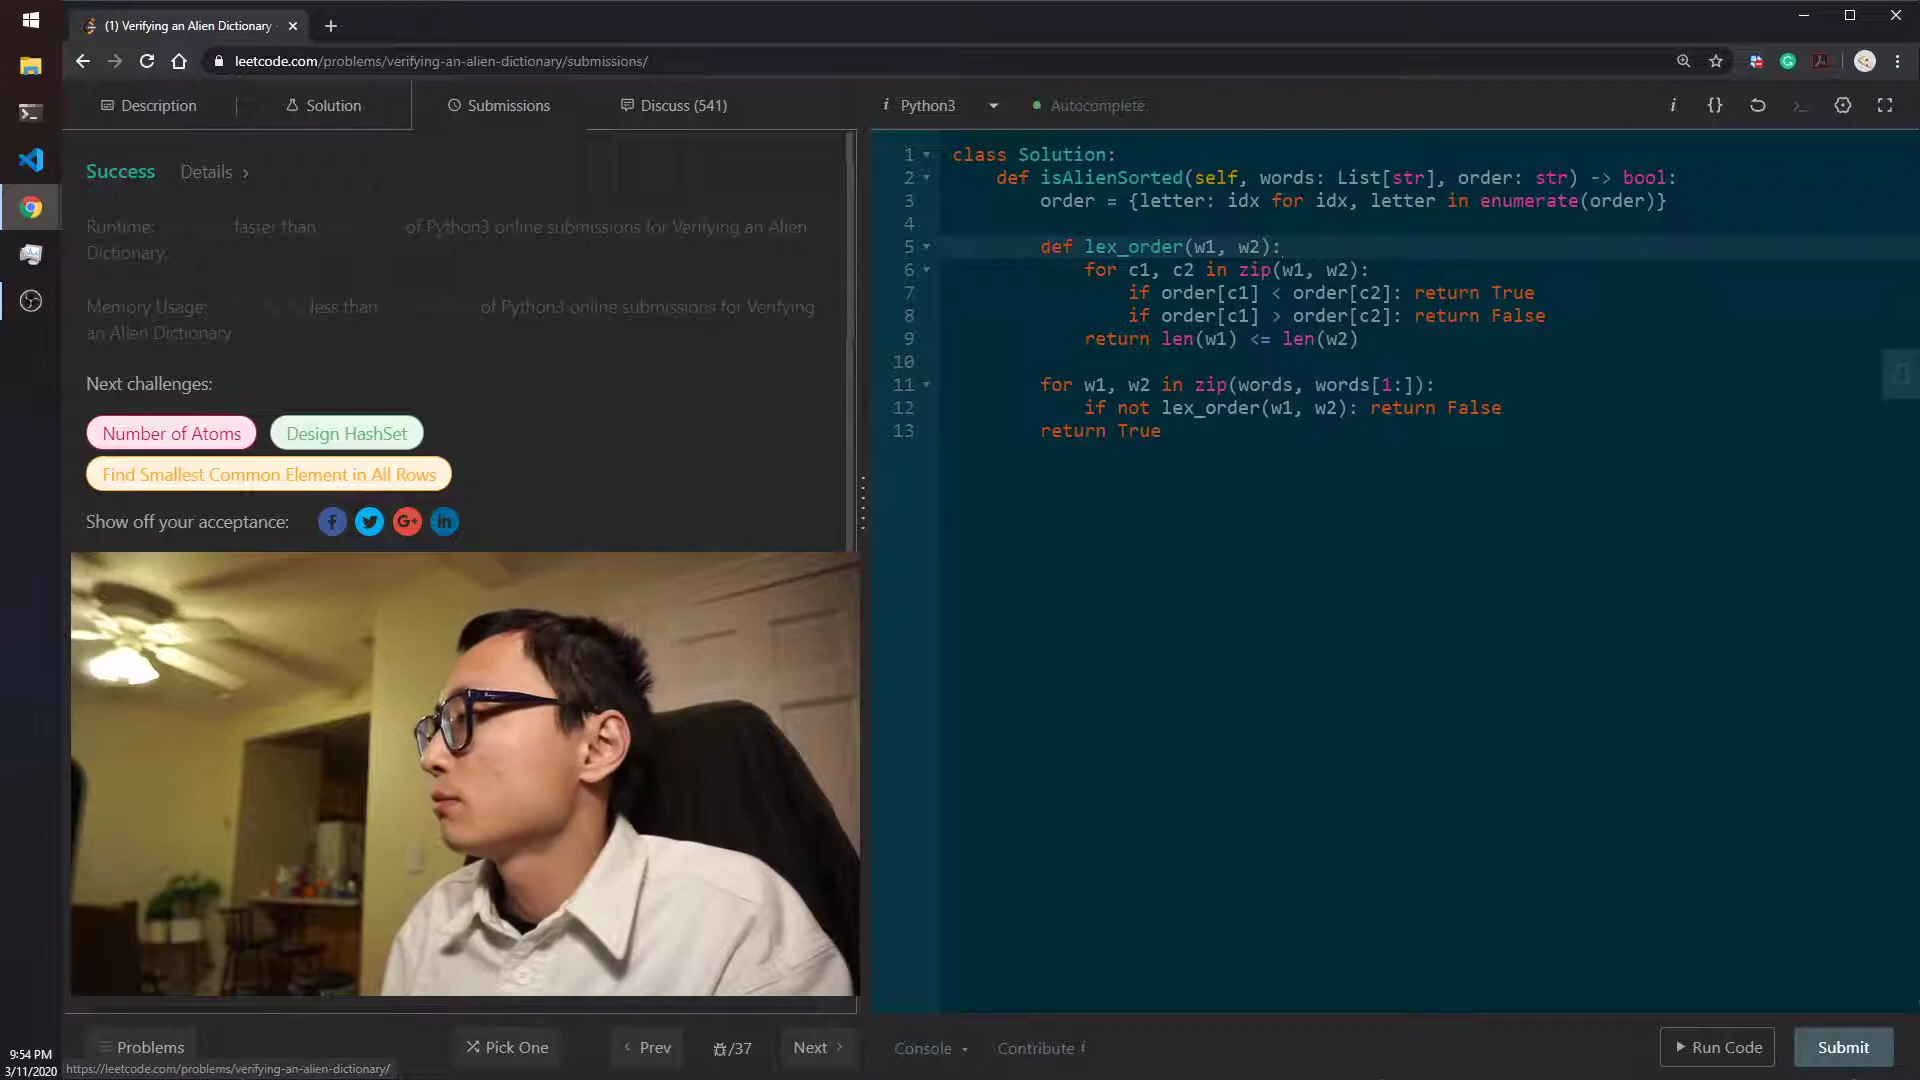 (1) Verifying an Alien Dictionary
leetcode.com/problems/verifying-an-alien-dictionary/submissions/
Description
Solution
Submissions
Discuss (541)
Success Details
Runtime: faster than of Python3 online submissions for Verifying an Alien
Dictionary.
Memory Usage: less than of Python3 online submissions for Verifying
an Alien Dictionary
Next challenges:
Number of Atoms
Design HashSet
Find Smallest Common Element in All Rows
Show off your acceptance:
Problems
Pick One
Prev
/37
Next
https://leetcode.com/problems/verifying-an-alien-dictionary/
9:54 PM
3/11/2020
i Python3
Autocomplete
1 class Solution:
2 def isAlienSorted(self, words: List[str], order: str) -> bool:
3 order = {letter: idx for idx, letter in enumerate(order)}
4
5 def lex_order(w1, w2):
6 for c1, c2 in zip(w1, w2):
7 if order[c1] < order[c2]: return True
8 if order[c1] > order[c2]: return False
9 return len(w1) <= len(w2)
10
11 for w1, w2 in zip(words, words[1:]):
12 if not lex_order(w1, w2): return False
13 return True
Console
Contribute i
Run Code
Submit